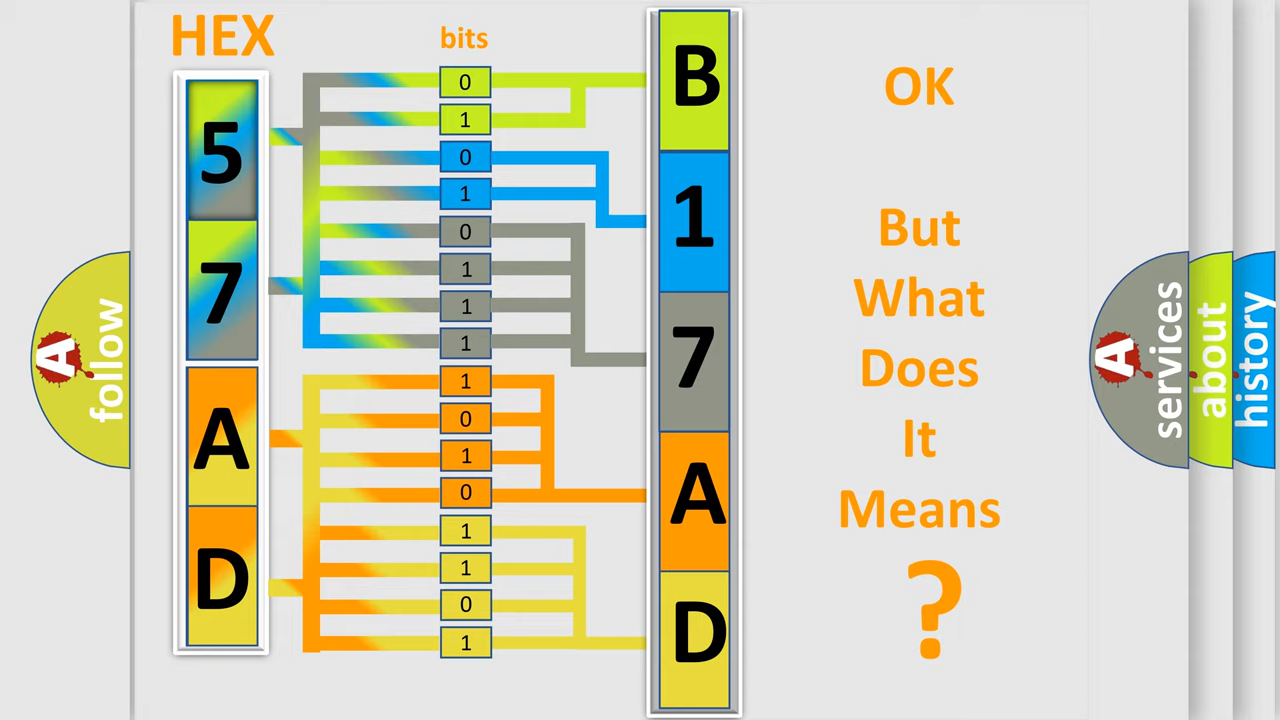 HEX
bits
5
7
A
D
0
1
0
1
0
1
1
1
1
0
1
0
1
1
0
1
B
1
7
A
D
OK
But
What
Does
It
Means
?
A
follow
A
services
about
history